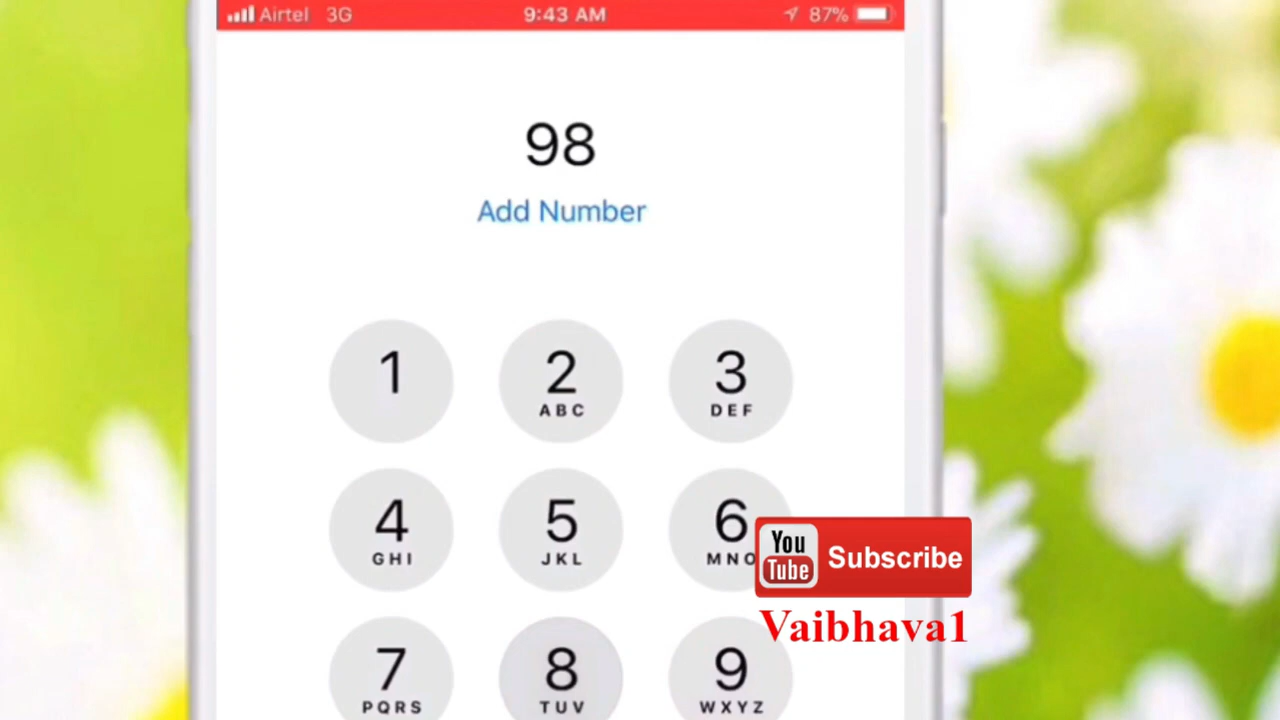 Airtel 3G 9:43 AM 87%
98
Add Number
1 2 3
ABC DEF
4 5 6
GHI JKL MNO
You Tube Subscribe
Vaibhava1
7 8 9
PQRS TUV WXYZ